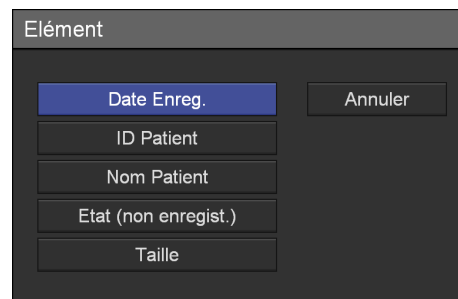 Elément
Date Enreg.
Annuler
ID Patient
Nom Patient
Etat (non enregist.)
Taille